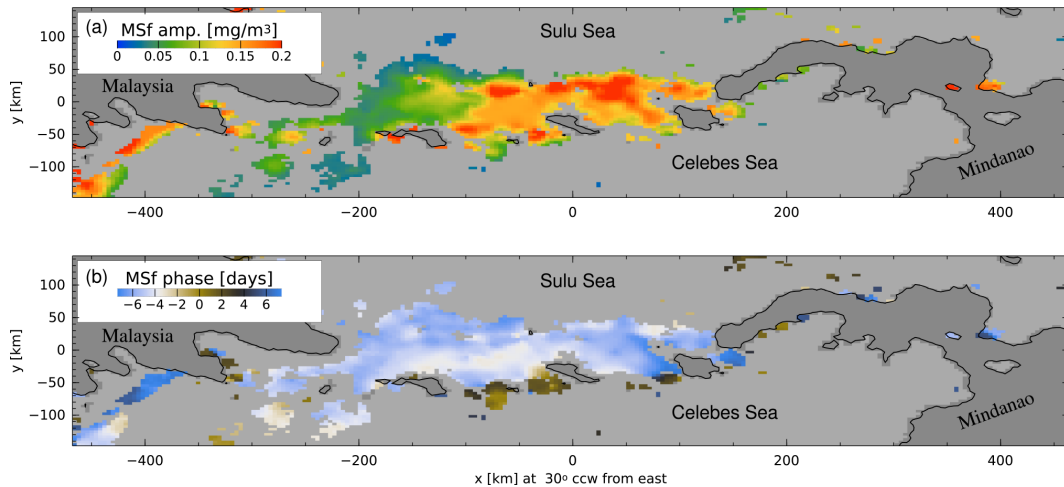 (a) MSf amp. [mg/m3]
0 0.05 0.1 0.15 0.2
Sulu Sea
Malaysia
Celebes Sea
Mindanao
y [km]
100
50
0
−50
−100
−400 −200 0 200 400
(b) MSf phase [days]
−6 −4 −2 0 2 4 6
Sulu Sea
Malaysia
Celebes Sea
Mindanao
y [km]
100
50
0
−50
−100
−400 −200 0 200 400
x [km] at 30o ccw from east